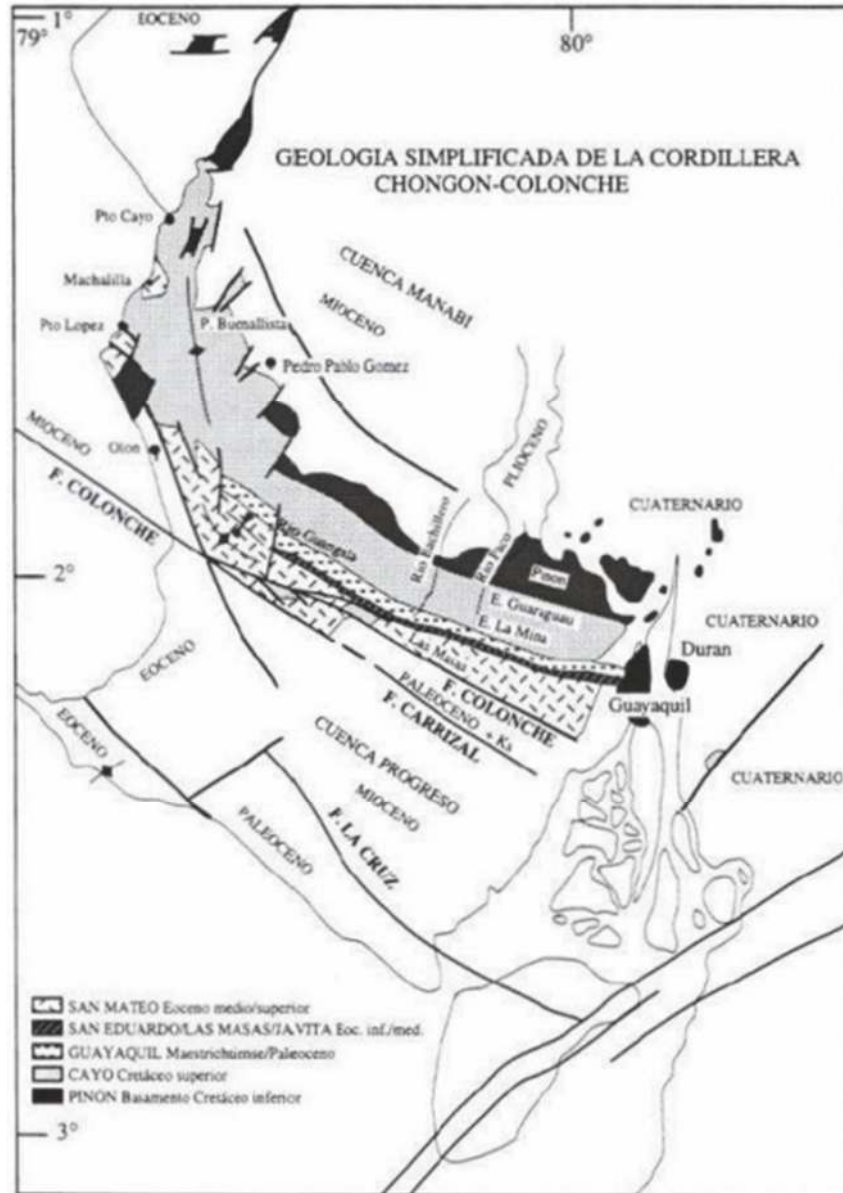 1°
79°
80°
EOCENO
GEOLOGIA SIMPLIFICADA DE LA CORDILLERA
CHONGON-COLONCHE
Pto Cayo
CUENCA MANABI
Machalilla
MIOCENO
Pto Lopez
P. Buenallista
Pedro Pablo Gomez
MIOCENO
Olon
PLIOCENO
F. COLONCHE
CUATERNARIO
Rio Guangala
Rio Bachillero
Rio Paco
Pinon
2°
E. Guaraguau
E. La Mina
CUATERNARIO
Las Masas
Duran
EOCENO
F. COLONCHE
PALEOCENO + Ks
Guayaquil
F. CARRIZAL
EOCENO
CUENCA PROGRESO
MIOCENO
CUATERNARIO
PALEOCENO
F. LA CRUZ
SAN MATEO Eoceno medio/superior
SAN EDUARDO/LAS MASAS/JAVITA Eoc. inf./med.
GUAYAQUIL Maestrichtiense/Paleoceno
CAYO Cretáceo superior
PINON Basamento Cretáceo inferior
3°